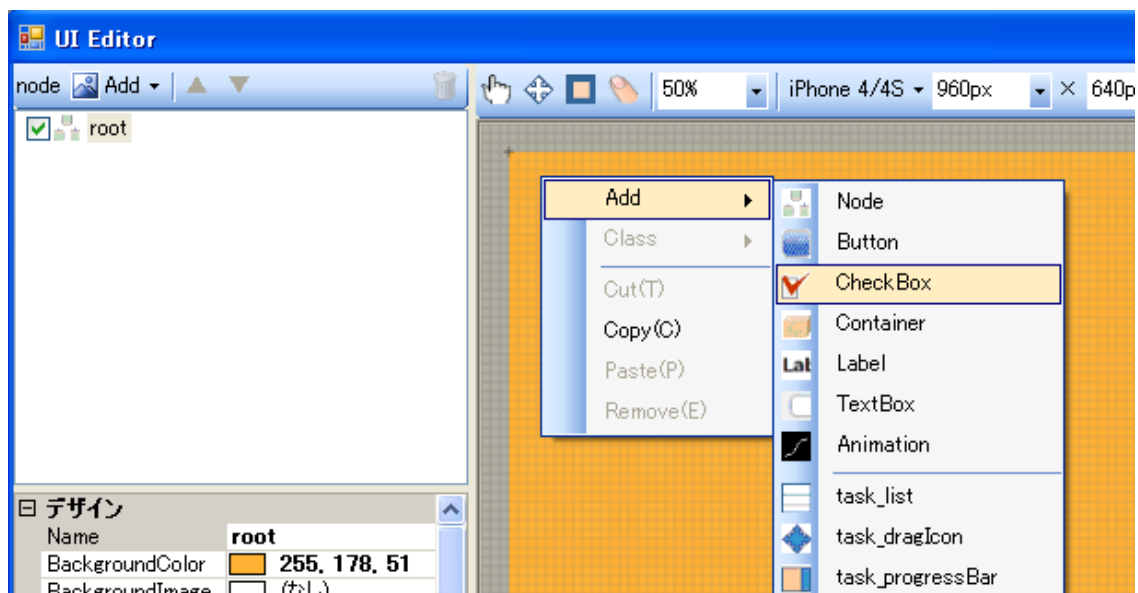 UI Editor
node Add
50% iPhone 4/4S 960px × 640p
root
Add
Class
Cut(T)
Copy(C)
Paste(P)
Remove(E)
Node
Button
CheckBox
Container
Label
TextBox
Animation
task_list
task_dragIcon
task_progressBar
デザイン
Name root
BackgroundColor 255, 178, 51
BackgroundImage (なし)